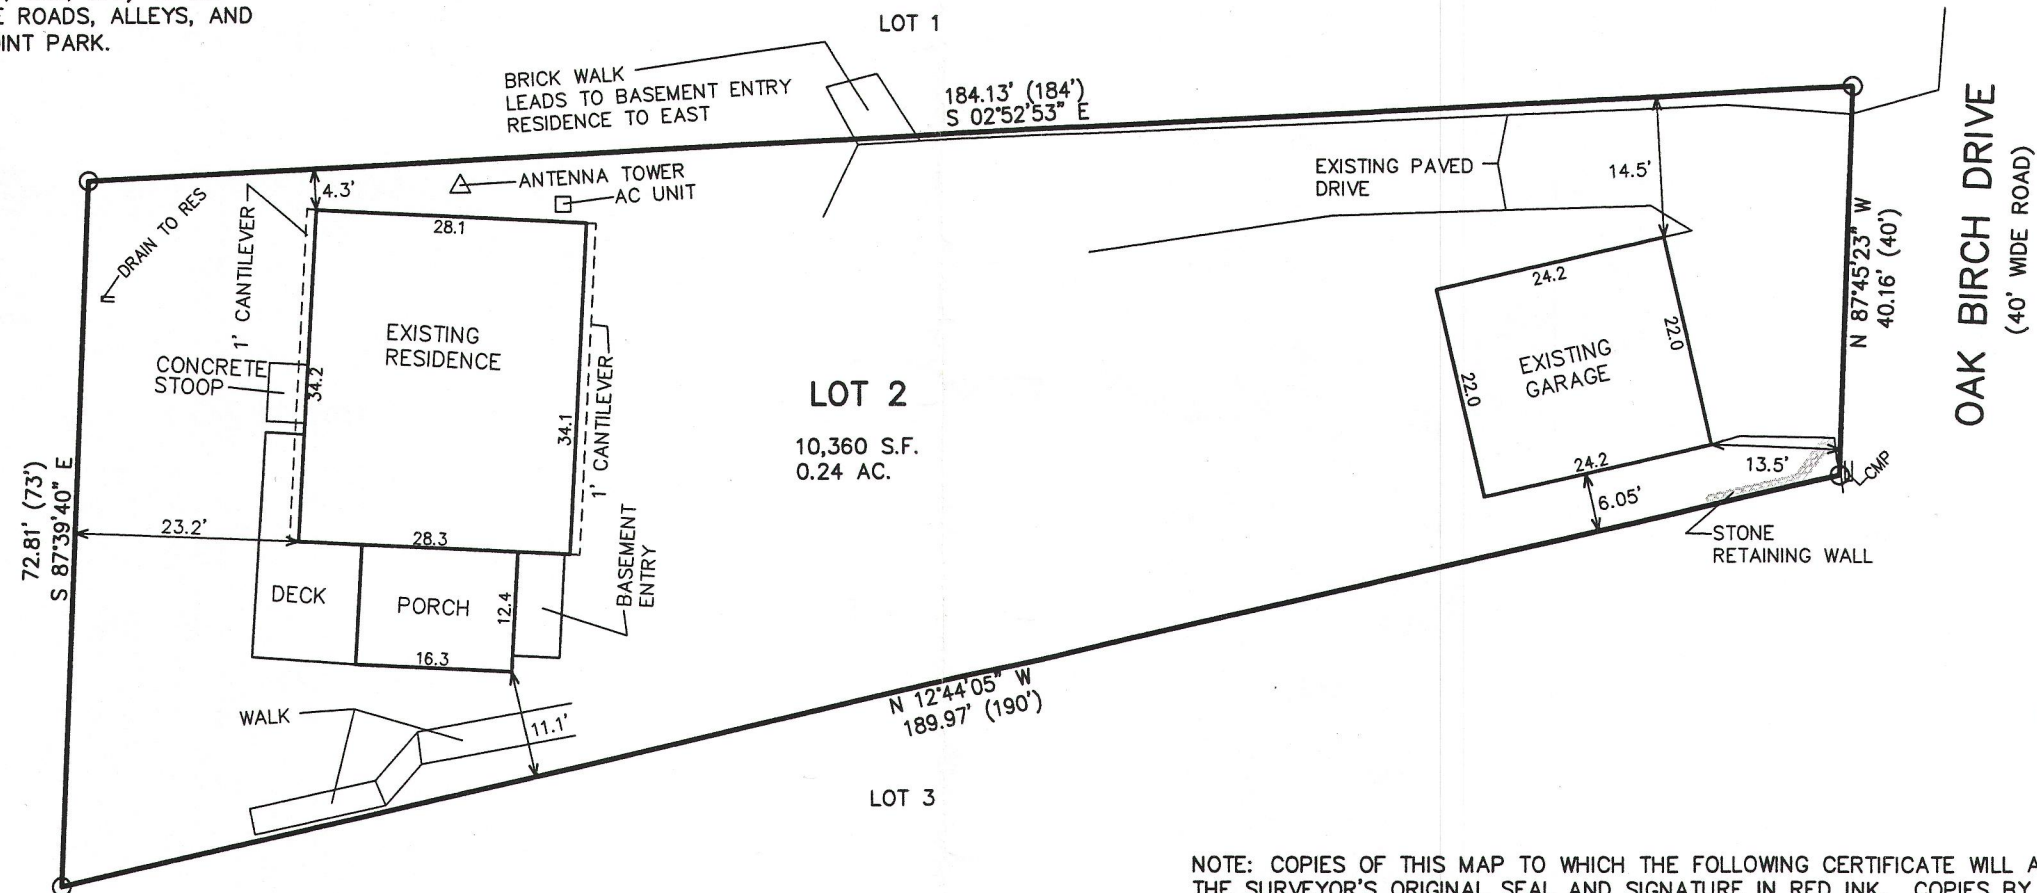 ROADS, ALLEYS, AND
PARK.
LOT 1
BRICK WALK
LEADS TO BASEMENT ENTRY
RESIDENCE TO EAST
184.13' (184')
S 02°52'53" E
ANTENNA TOWER
AC UNIT
4.3'
DRAIN TO RES
1' CANTILEVER
28.1
EXISTING
RESIDENCE
CONCRETE
STOOP
34.2
34.1
1' CANTILEVER
EXISTING PAVED
DRIVE
14.5'
24.2
22.0
22.0
EXISTING
GARAGE
24.2
13.5'
6.05'
CMP
STONE
RETAINING WALL
N 87°45'23" W
40.16' (40')
OAK BIRCH DRIVE
(40' WIDE ROAD)
LOT 2
10,360 S.F.
0.24 AC.
72.81' (73')
S 87°39'40" E
23.2'
28.3
DECK
PORCH
12.4
16.3
BASEMENT
ENTRY
WALK
11.1'
N 12°44'05" W
189.97' (190')
LOT 3
NOTE: COPIES OF THIS MAP TO WHICH THE FOLLOWING CERTIFICATE WILL
THE SURVEYOR'S ORIGINAL SEAL AND SIGNATURE IN RED INK. COPIES BY